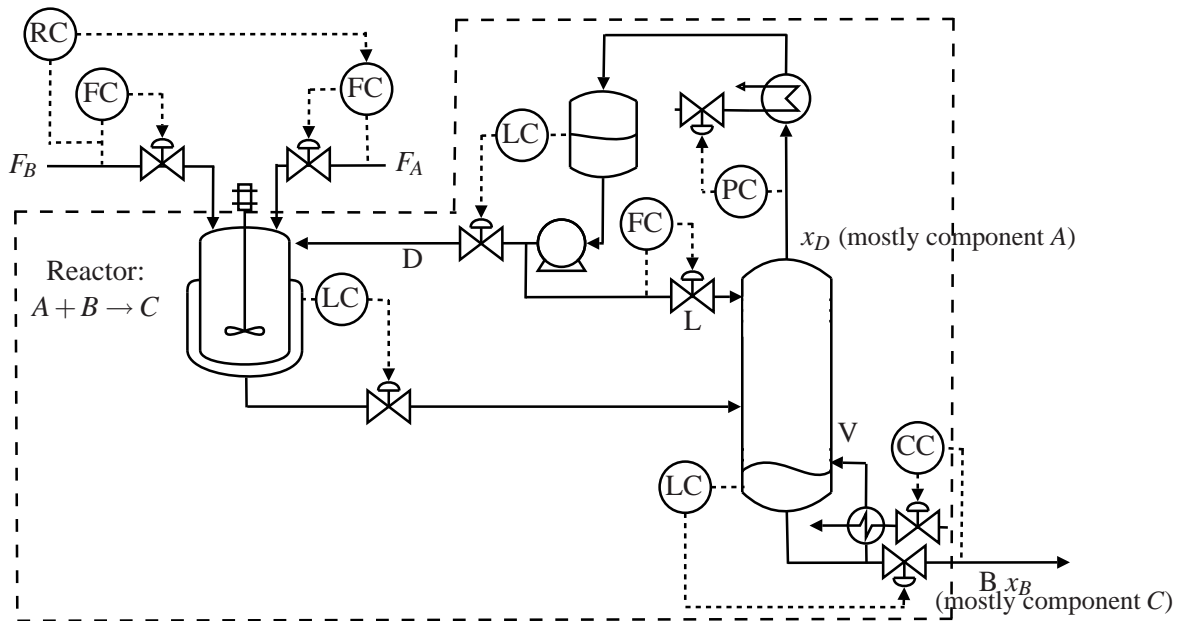 RC
FC
FC
F_B
F_A
LC
PC
FC
x_D (mostly component A)
D
L
Reactor:
A + B → C
LC
V
CC
LC
B x_B
(mostly component C)